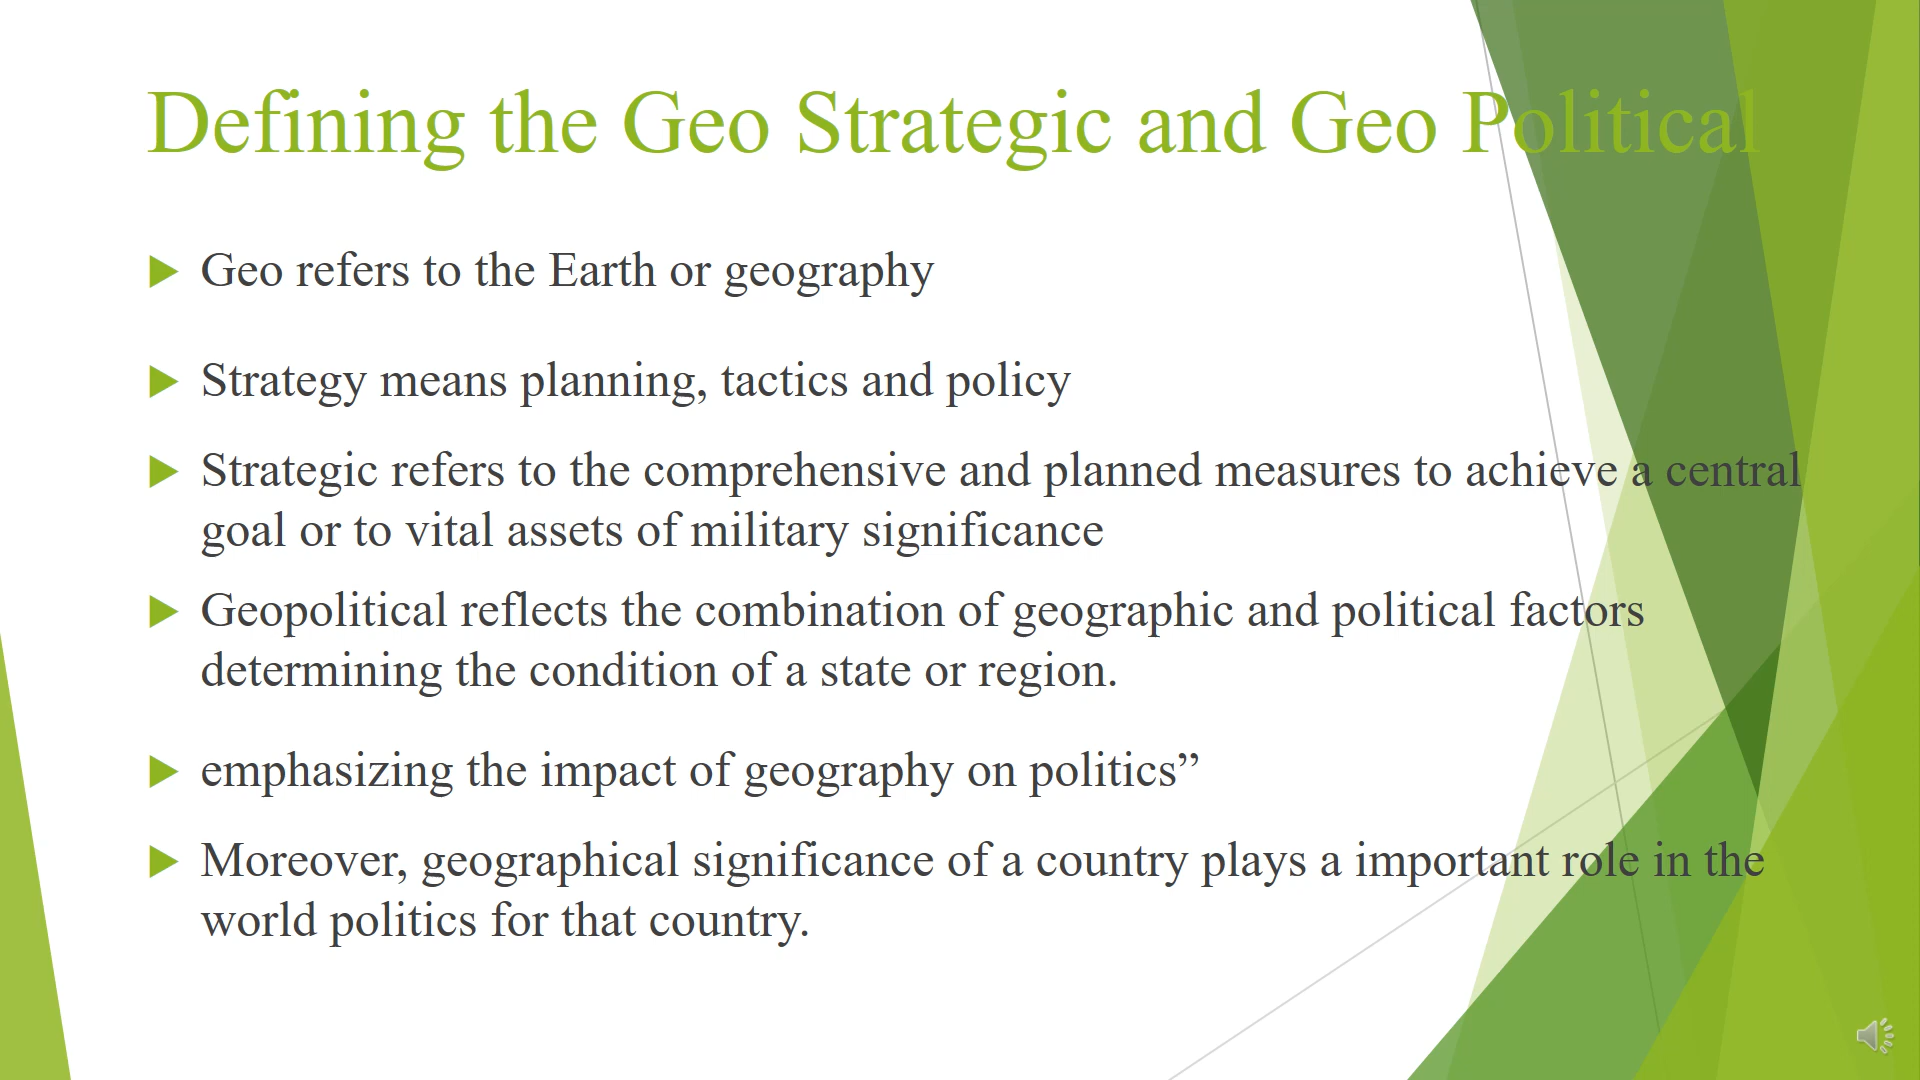 Defining the Geo Strategic and Geo Political
Geo refers to the Earth or geography
Strategy means planning, tactics and policy
Strategic refers to the comprehensive and planned measures to achieve a central
goal or to vital assets of military significance
Geopolitical reflects the combination of geographic and political factors
determining the condition of a state or region.
emphasizing the impact of geography on politics”
Moreover, geographical significance of a country plays a important role in the
world politics for that country.